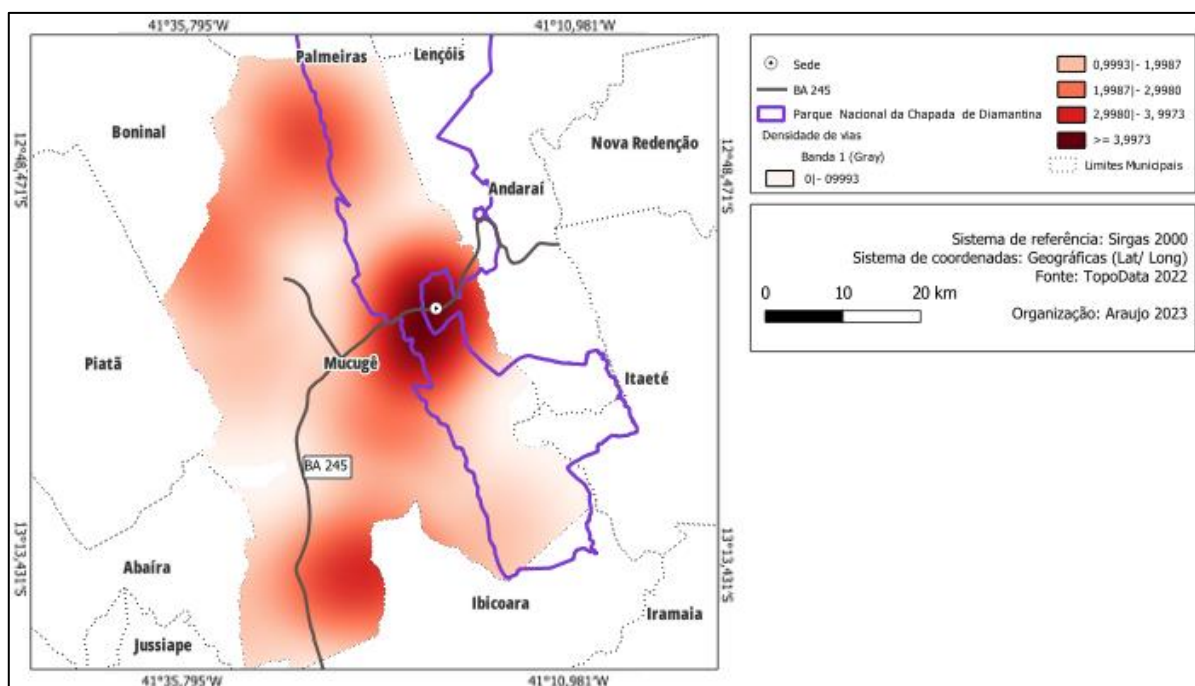 41°35,795'W
41°10,981'W
Palmeiras
Lençóis
Boninal
Nova Redenção
12°48,471'S
12°48,471'S
Andaraí
Piatã
Mucugê
Itaeté
BA 245
13°13,431'S
13°13,431'S
Abaíra
Ibicoara
Iramaia
Jussiape
41°35,795'W
41°10,981'W
Sede
BA 245
Parque Nacional da Chapada de Diamantina
Densidade de vias
Banda 1 (Gray)
0|- 09993
0,9993|- 1,9987
1,9987|- 2,9980
2,9980|- 3, 9973
>= 3,9973
Limites Municipais
Sistema de referência: Sirgas 2000
Sistema de coordenadas: Geográficas (Lat/ Long)
Fonte: TopoData 2022
0 10 20 km
Organização: Araujo 2023